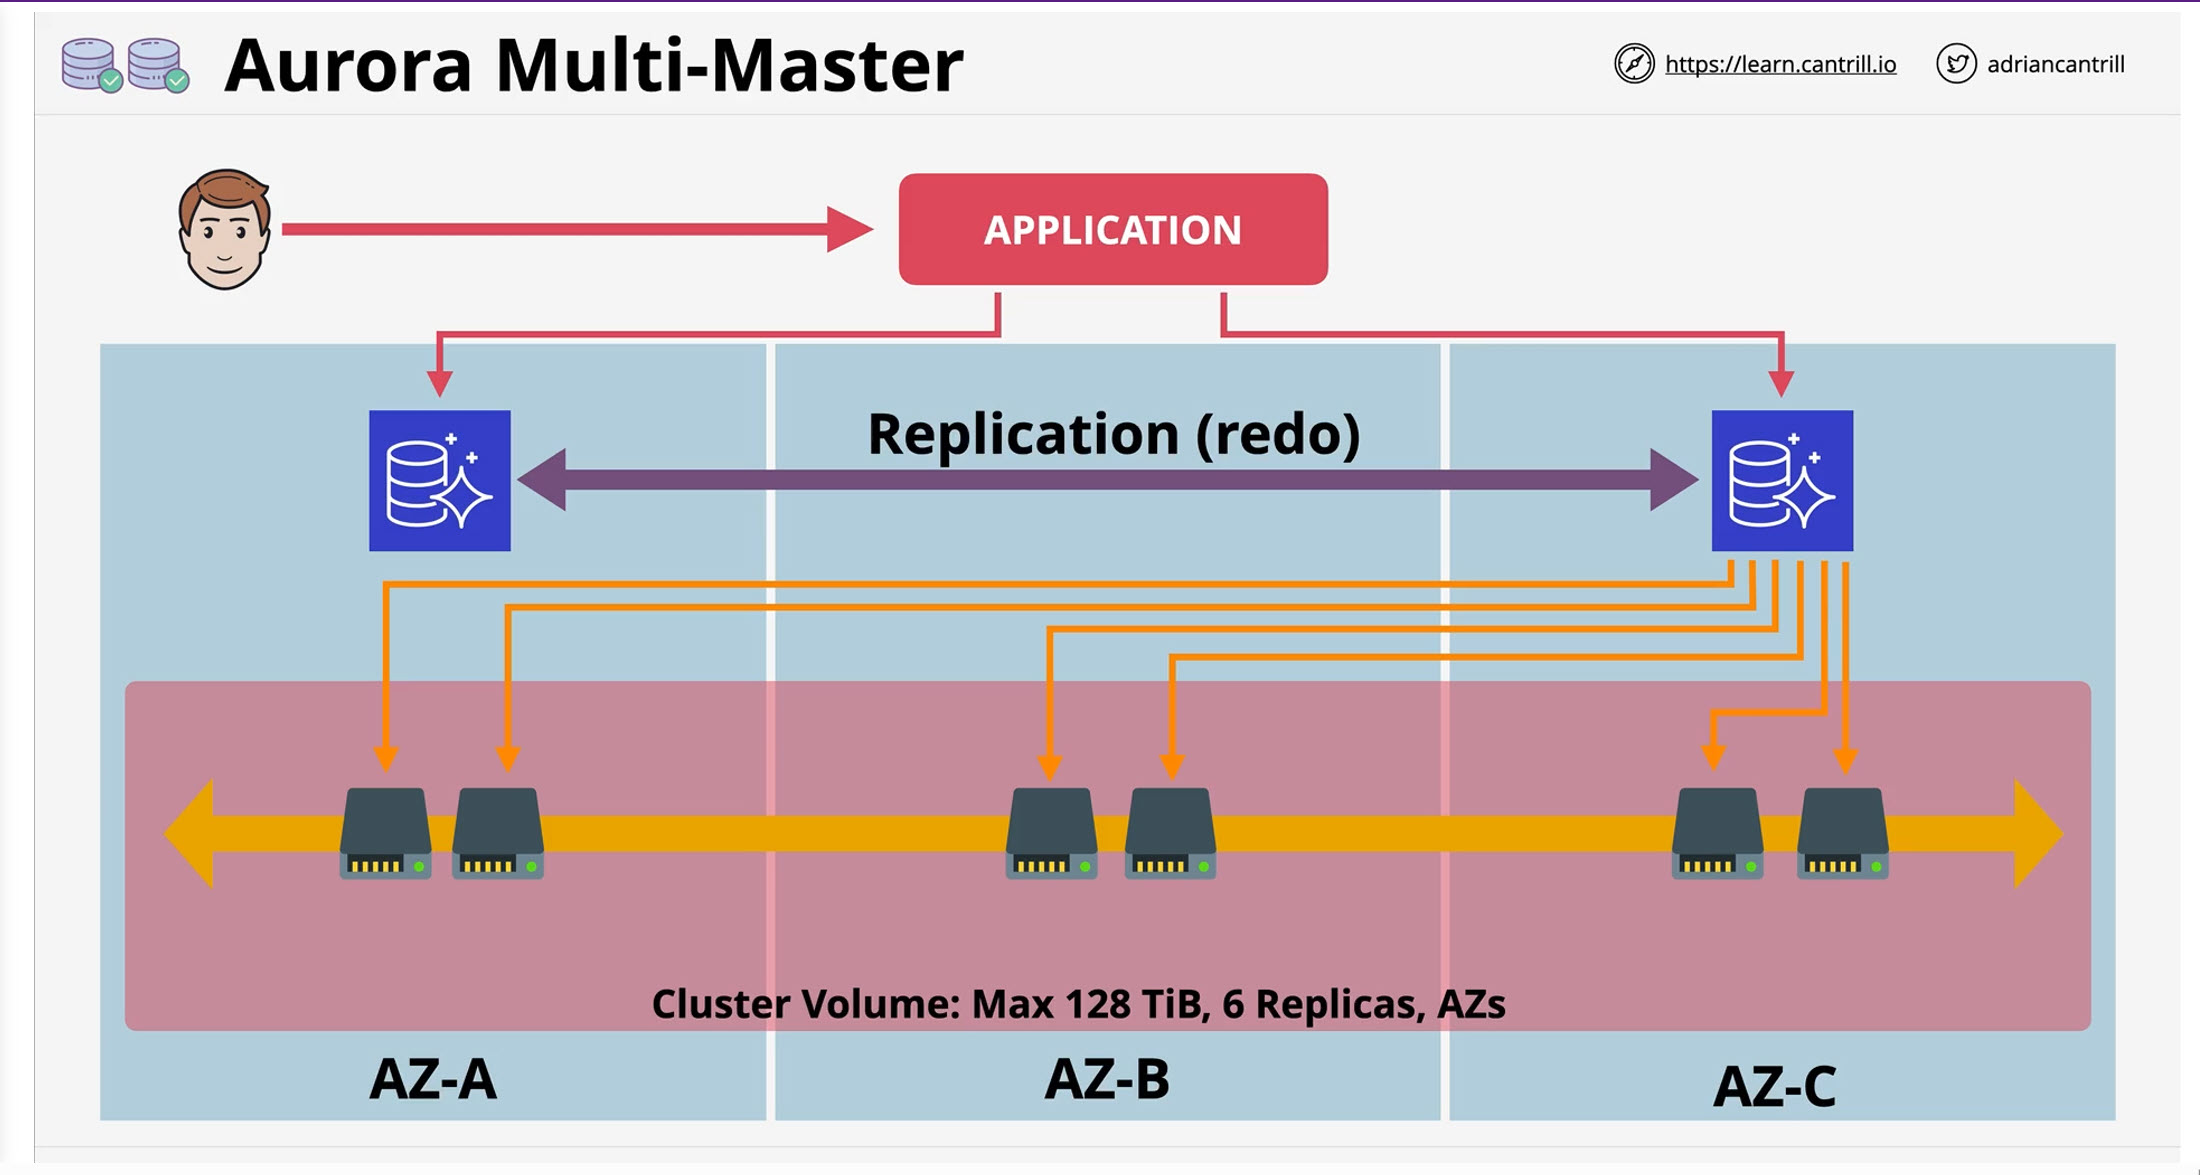 Aurora Multi-Master
https://learn.cantrill.io
adriancantrill
APPLICATION
Replication (redo)
Cluster Volume: Max 128 TiB, 6 Replicas, AZs
AZ-A
AZ-B
AZ-C